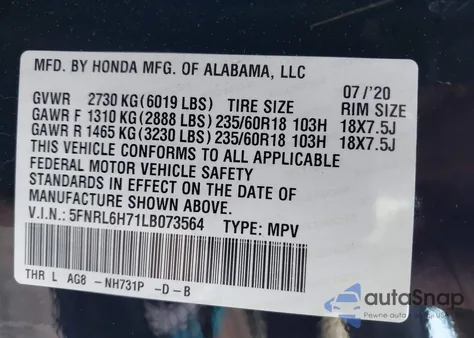 MFD. BY HONDA MFG. OF ALABAMA, LLC
07 /'20
GVWR 2730 KG(6019 LBS) TIRE SIZE RIM SIZE
GAWR F 1310 KG(2888 LBS) 235/60R18 103H 18X7.5J
GAWR R 1465 KG(3230 LBS) 235/60R18 103H 18X7.5J
THIS VEHICLE CONFORMS TO ALL APPLICABLE
FEDERAL MOTOR VEHICLE SAFETY
STANDARDS IN EFFECT ON THE DATE OF
MANUFACTURE SHOWN ABOVE.
V.I.N.: 5FNRL6H71LB073564 TYPE: MPV
THR L AG8 -NH731P -D-B
autoSnap
Pewne auto z